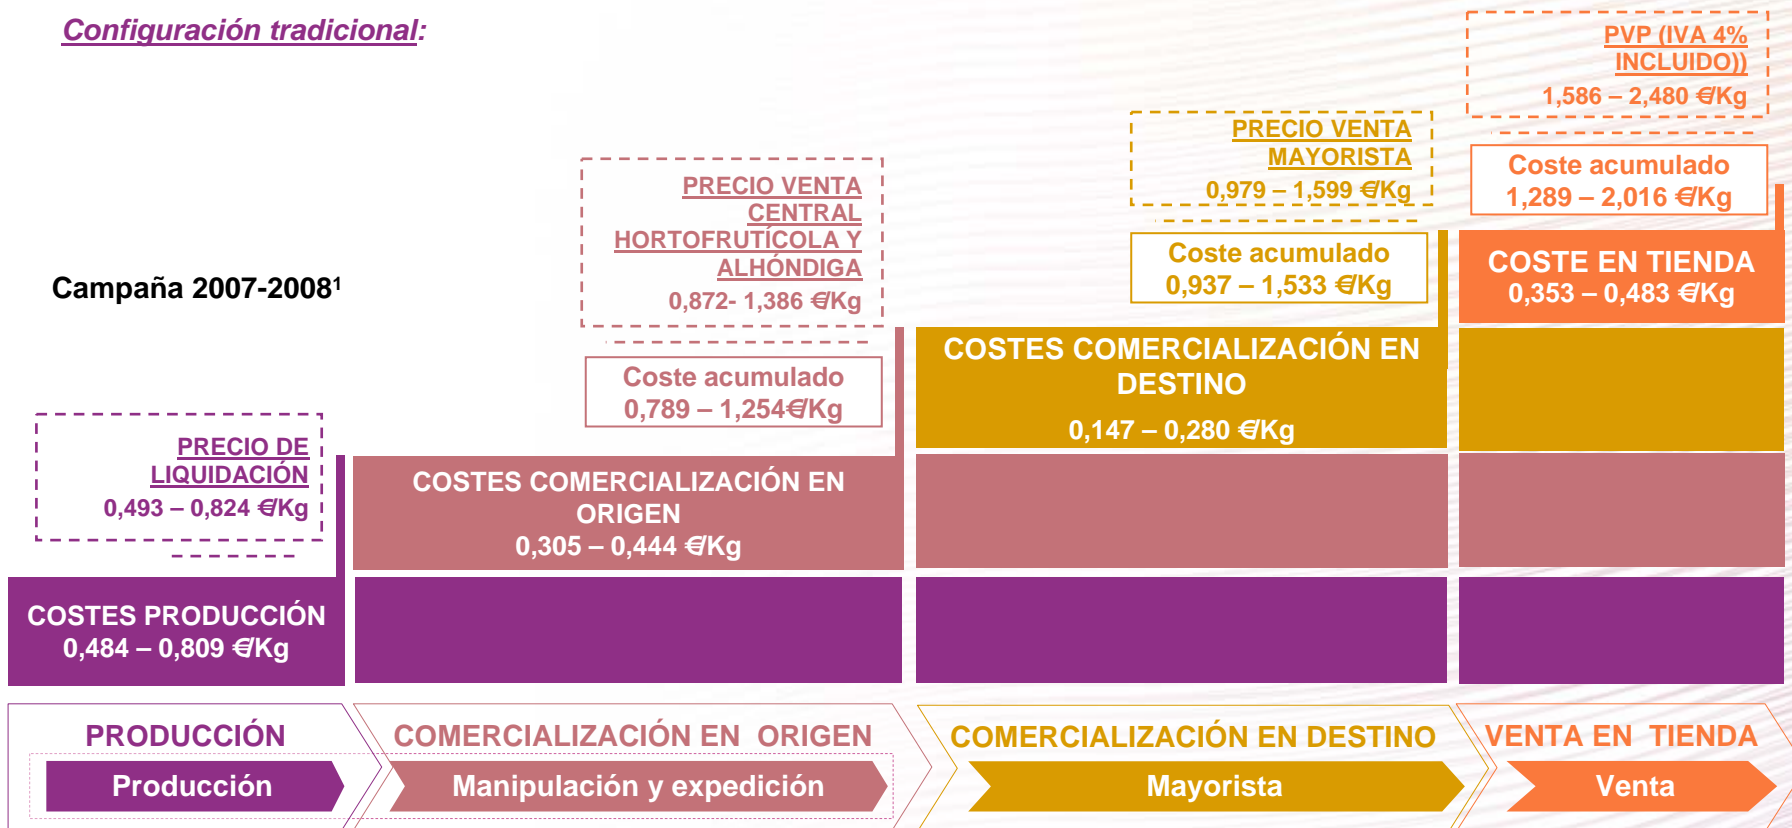 Configuración tradicional:
Campaña 2007-2008¹
PRECIO DE
LIQUIDACIÓN
0,493 – 0,824 €/Kg
COSTES PRODUCCIÓN
0,484 – 0,809 €/Kg
PRECIO VENTA
CENTRAL
HORTOFRUTÍCOLA Y
ALHÓNDIGA
0,872- 1,386 €/Kg
Coste acumulado
0,789 – 1,254€/Kg
COSTES COMERCIALIZACIÓN EN
ORIGEN
0,305 – 0,444 €/Kg
PRECIO VENTA
MAYORISTA
0,979 – 1,599 €/Kg
Coste acumulado
0,937 – 1,533 €/Kg
COSTES COMERCIALIZACIÓN EN
DESTINO
0,147 – 0,280 €/Kg
PVP (IVA 4%
INCLUIDO))
1,586 – 2,480 €/Kg
Coste acumulado
1,289 – 2,016 €/Kg
COSTE EN TIENDA
0,353 – 0,483 €/Kg
PRODUCCIÓN
Producción
COMERCIALIZACIÓN EN ORIGEN
Manipulación y expedición
COMERCIALIZACIÓN EN DESTINO
Mayorista
VENTA EN TIENDA
Venta